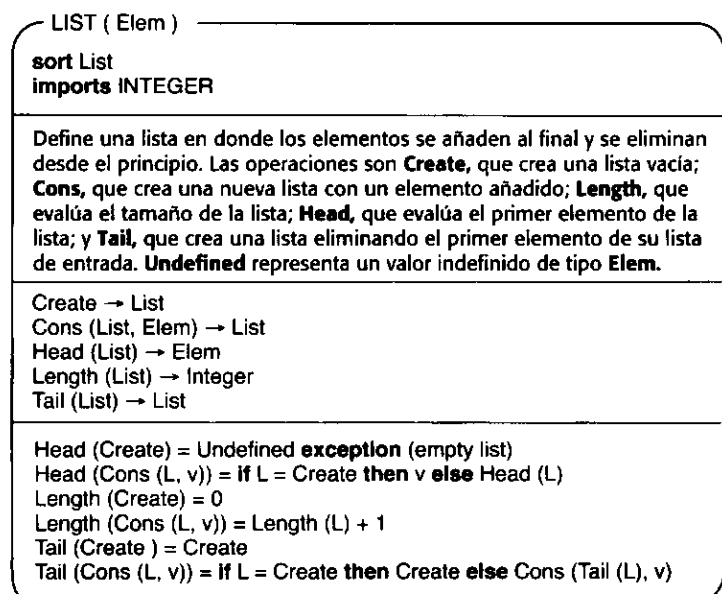 LIST ( Elem )
sort List
imports INTEGER
Define una lista en donde los elementos se añaden al final y se eliminan
desde el principio. Las operaciones son Create, que crea una lista vacía;
Cons, que crea una nueva lista con un elemento añadido; Length, que
evalúa el tamaño de la lista; Head, que evalúa el primer elemento de la
lista; y Tail, que crea una lista eliminando el primer elemento de su lista
de entrada. Undefined representa un valor indefinido de tipo Elem.
Create → List
Cons (List, Elem) → List
Head (List) → Elem
Length (List) → Integer
Tail (List) → List
Head (Create) = Undefined exception (empty list)
Head (Cons (L, v)) = if L = Create then v else Head (L)
Length (Create) = 0
Length (Cons (L, v)) = Length (L) + 1
Tail (Create ) = Create
Tail (Cons (L, v)) = if L = Create then Create else Cons (Tail (L), v)